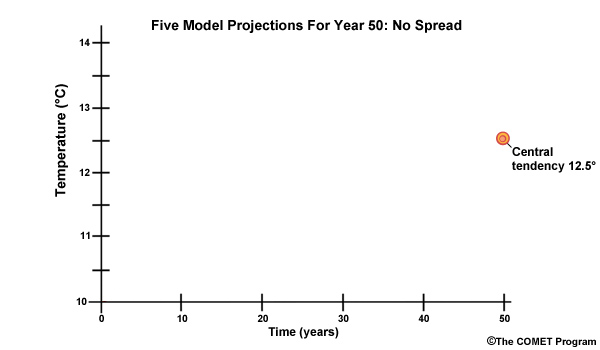 Five Model Projections For Year 50: No Spread
14
13
12
11
10
Temperature (°C)
Central
tendency 12.5°
0
10
20
30
40
50
Time (years)
©The COMET Program